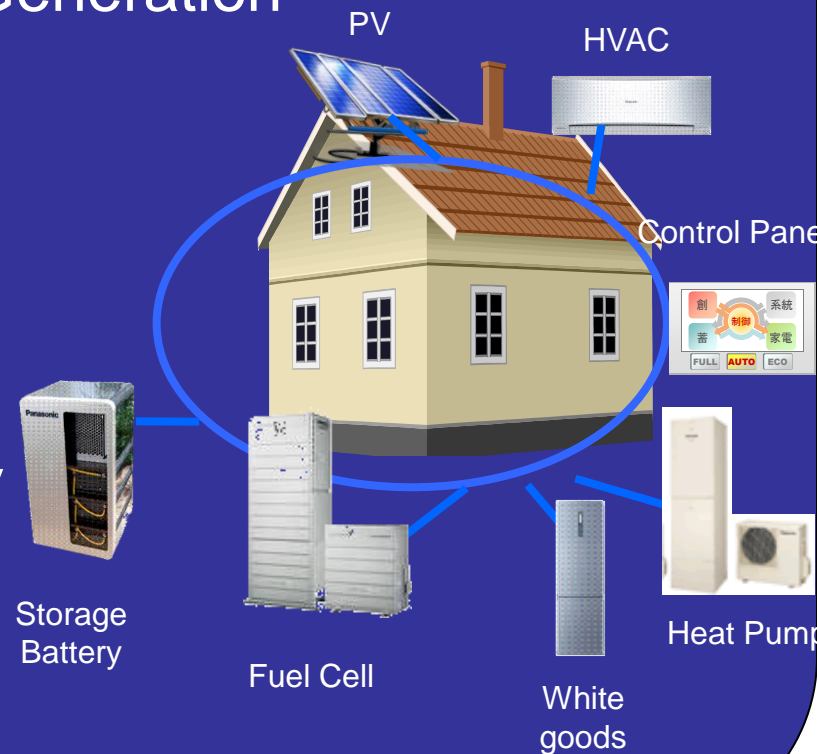 Generation
PV
HVAC
Control Pane
創
系統
制御
蓄
家電
FULL AUTO ECO
Panasonic
y
Storage
Battery
Fuel Cell
Heat Pump
White
goods